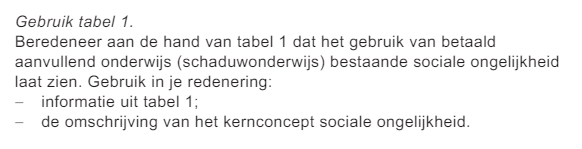 Gebruik tabel 1.
Beredeneer aan de hand van tabel 1 dat het gebruik van betaald
aanvullend onderwijs (schaduwonderwijs) bestaande sociale ongelijkheid
laat zien. Gebruik in je redenering:
– informatie uit tabel 1;
– de omschrijving van het kernconcept sociale ongelijkheid.